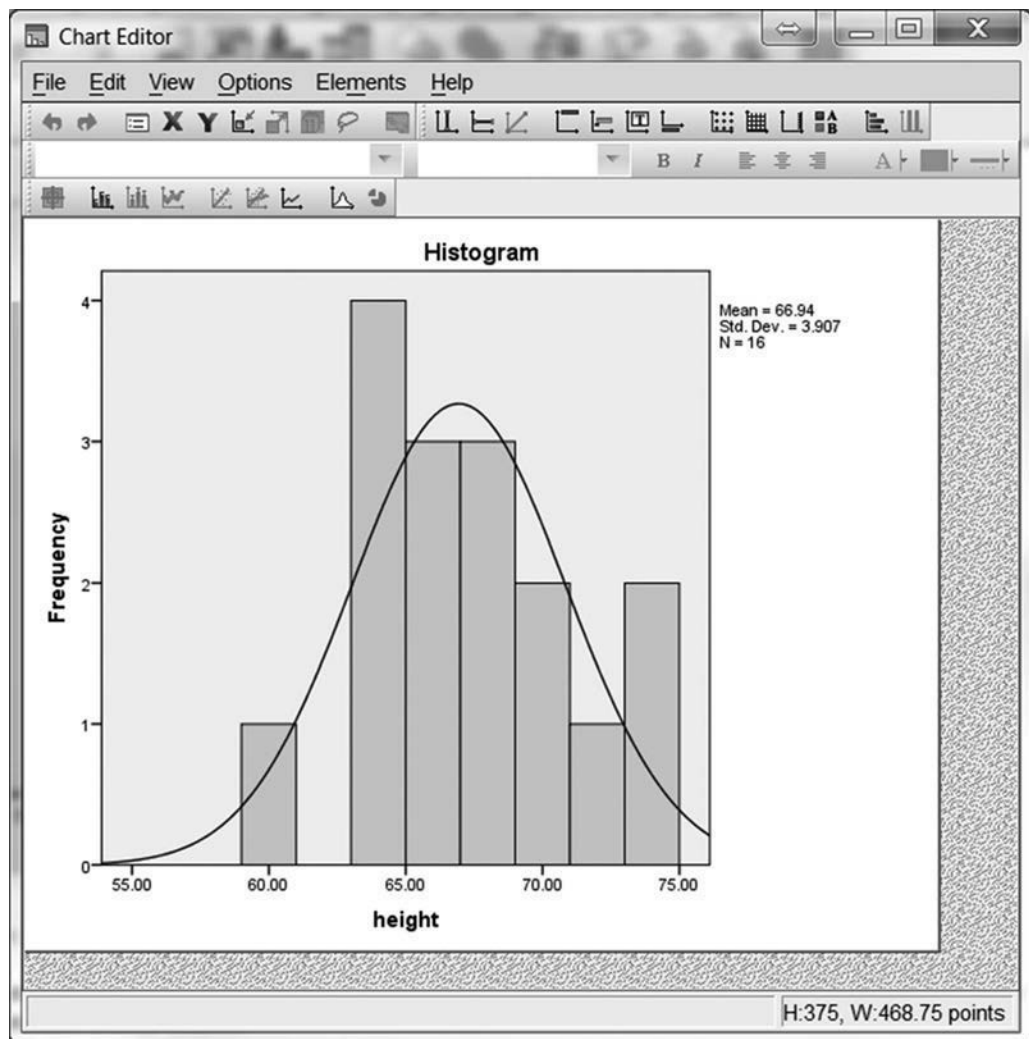 Chart Editor
File Edit View Options Elements Help
X Y
B I A
Histogram
Mean = 66.94
Std. Dev. = 3.907
N = 16
4
3
2
1
0
Frequency
55.00 60.00 65.00 70.00 75.00
height
H:375, W:468.75 points